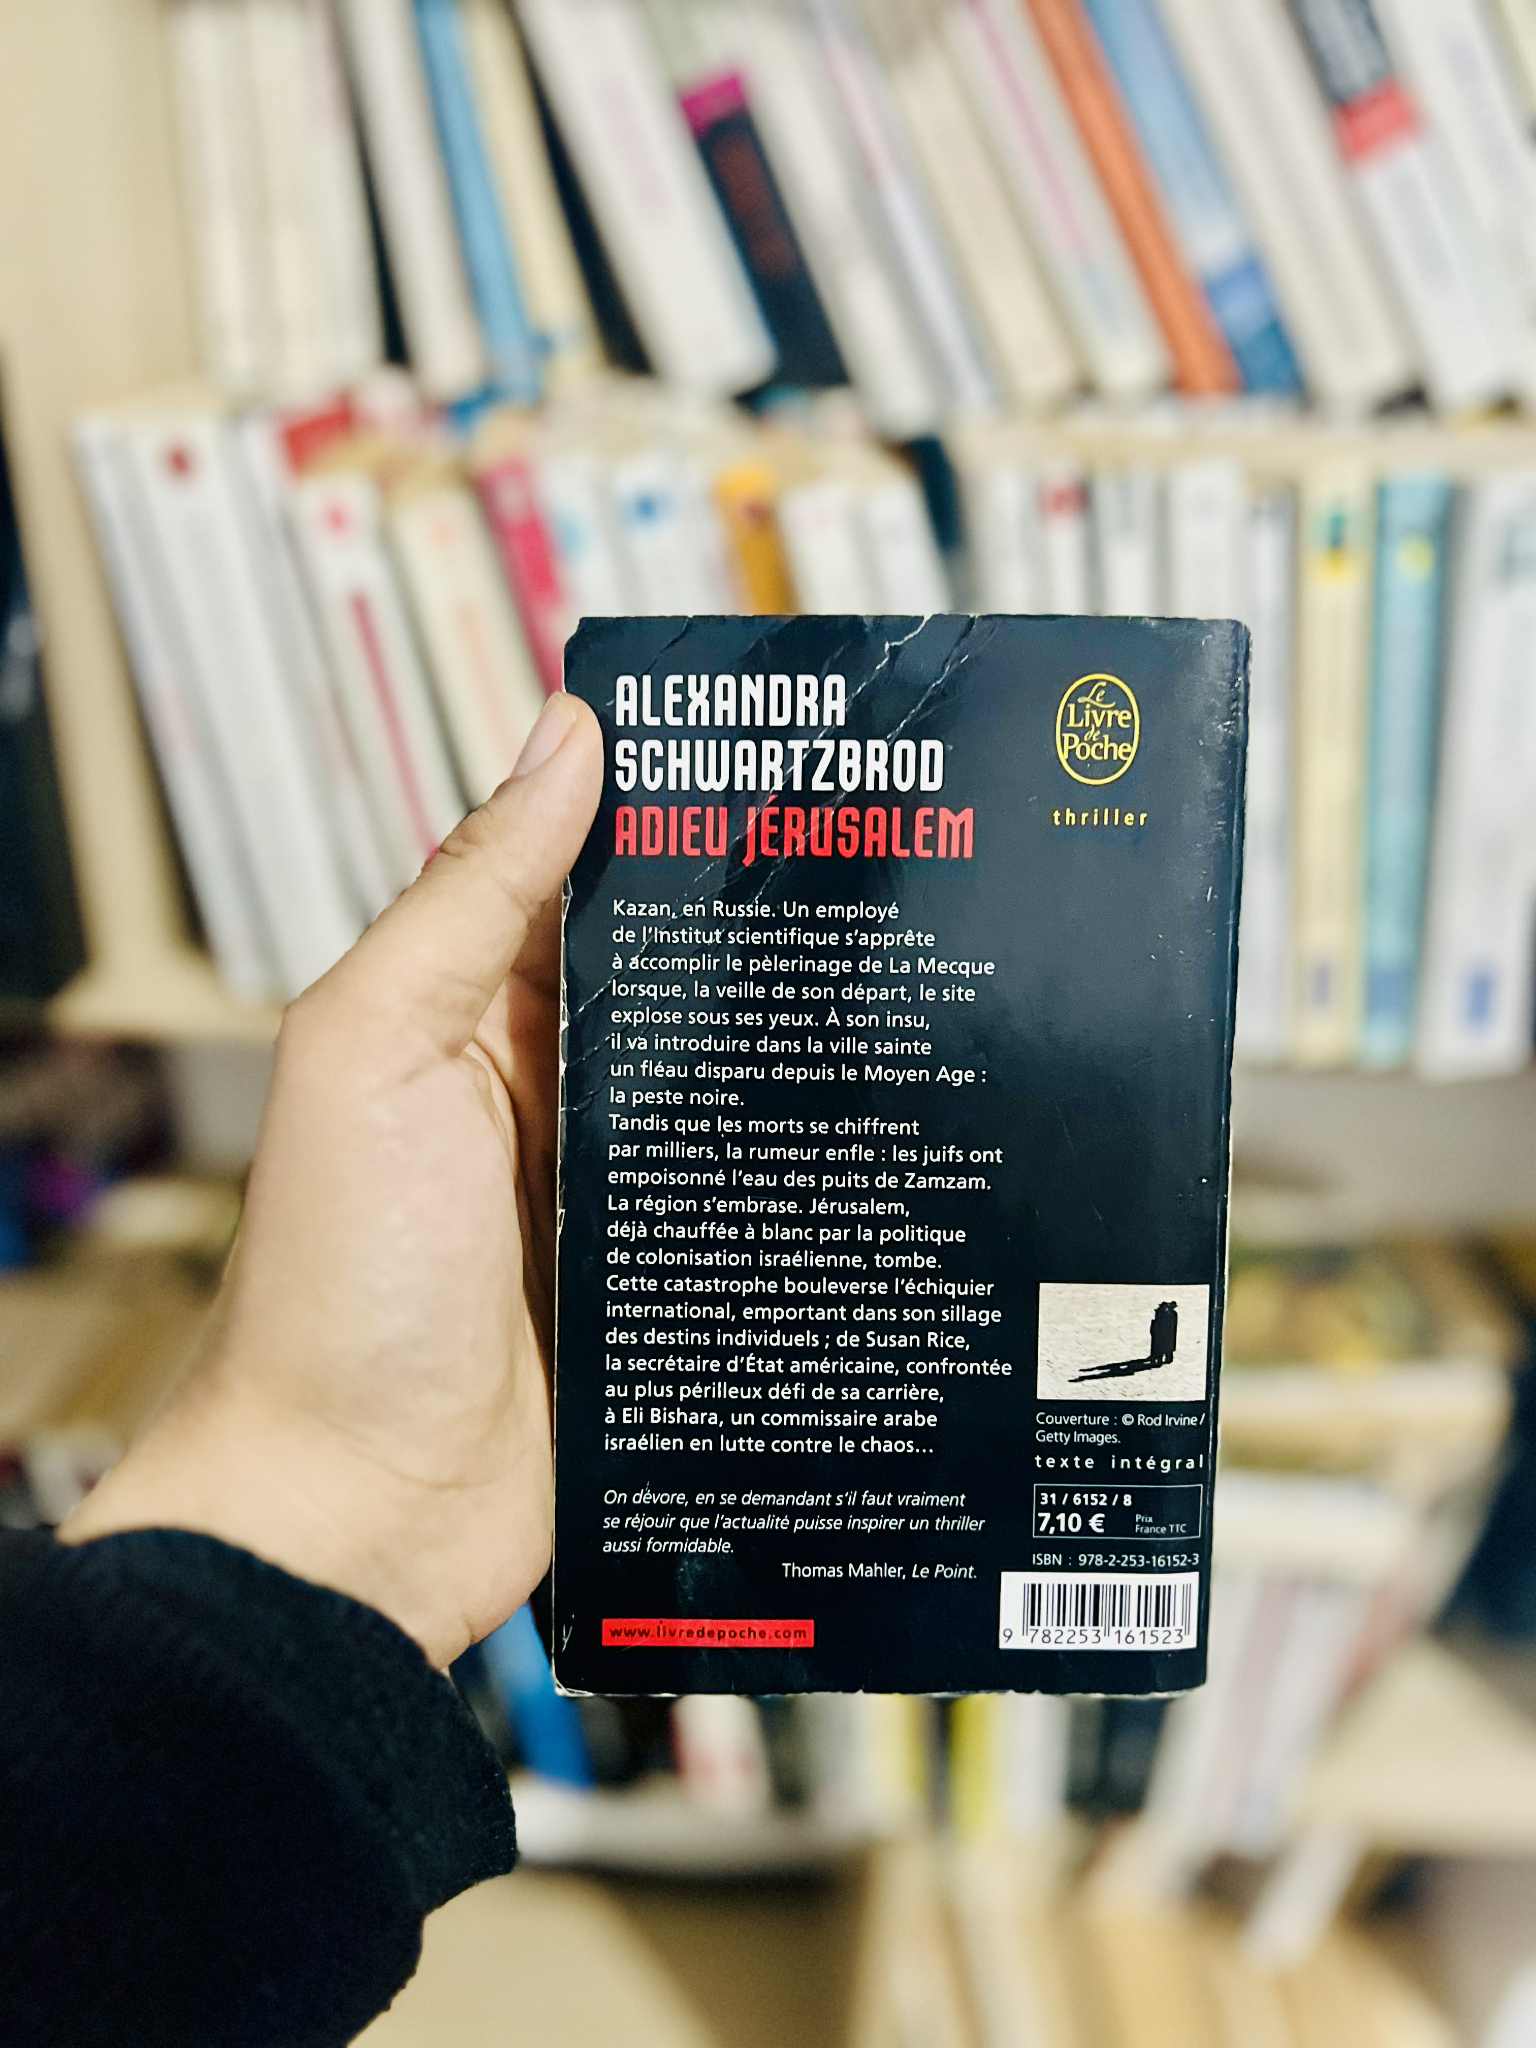 ALEXANDRA
SCHWARTZBROD
ADIEU JÉRUSALEM
Le
Livre
de
Poche
thriller
Kazan, en Russie. Un employé
de l'Institut scientifique s'apprête
à accomplir le pèlerinage de La Mecque
lorsque, la veille de son départ, le site
explose sous ses yeux. À son insu,
il va introduire dans la ville sainte
un fléau disparu depuis le Moyen Age :
la peste noire.
Tandis que les morts se chiffrent
par milliers, la rumeur enfle : les juifs ont
empoisonné l'eau des puits de Zamzam.
La région s'embrase. Jérusalem,
déjà chauffée à blanc par la politique
de colonisation israélienne, tombe.
Cette catastrophe bouleverse l'échiquier
international, emportant dans son sillage
des destins individuels ; de Susan Rice,
la secrétaire d'État américaine, confrontée
au plus périlleux défi de sa carrière,
à Eli Bishara, un commissaire arabe
israélien en lutte contre le chaos…
On dévore, en se demandant s'il faut vraiment
se réjouir que l'actualité puisse inspirer un thriller
aussi formidable.
Thomas Mahler, Le Point.
www.livredepoche.com
Couverture : © Rod Irvine /
Getty Images.
texte intégral
31 / 6152 / 8
7,10 € Prix
France TTC
ISBN : 978-2-253-16152-3
9 782253 161523